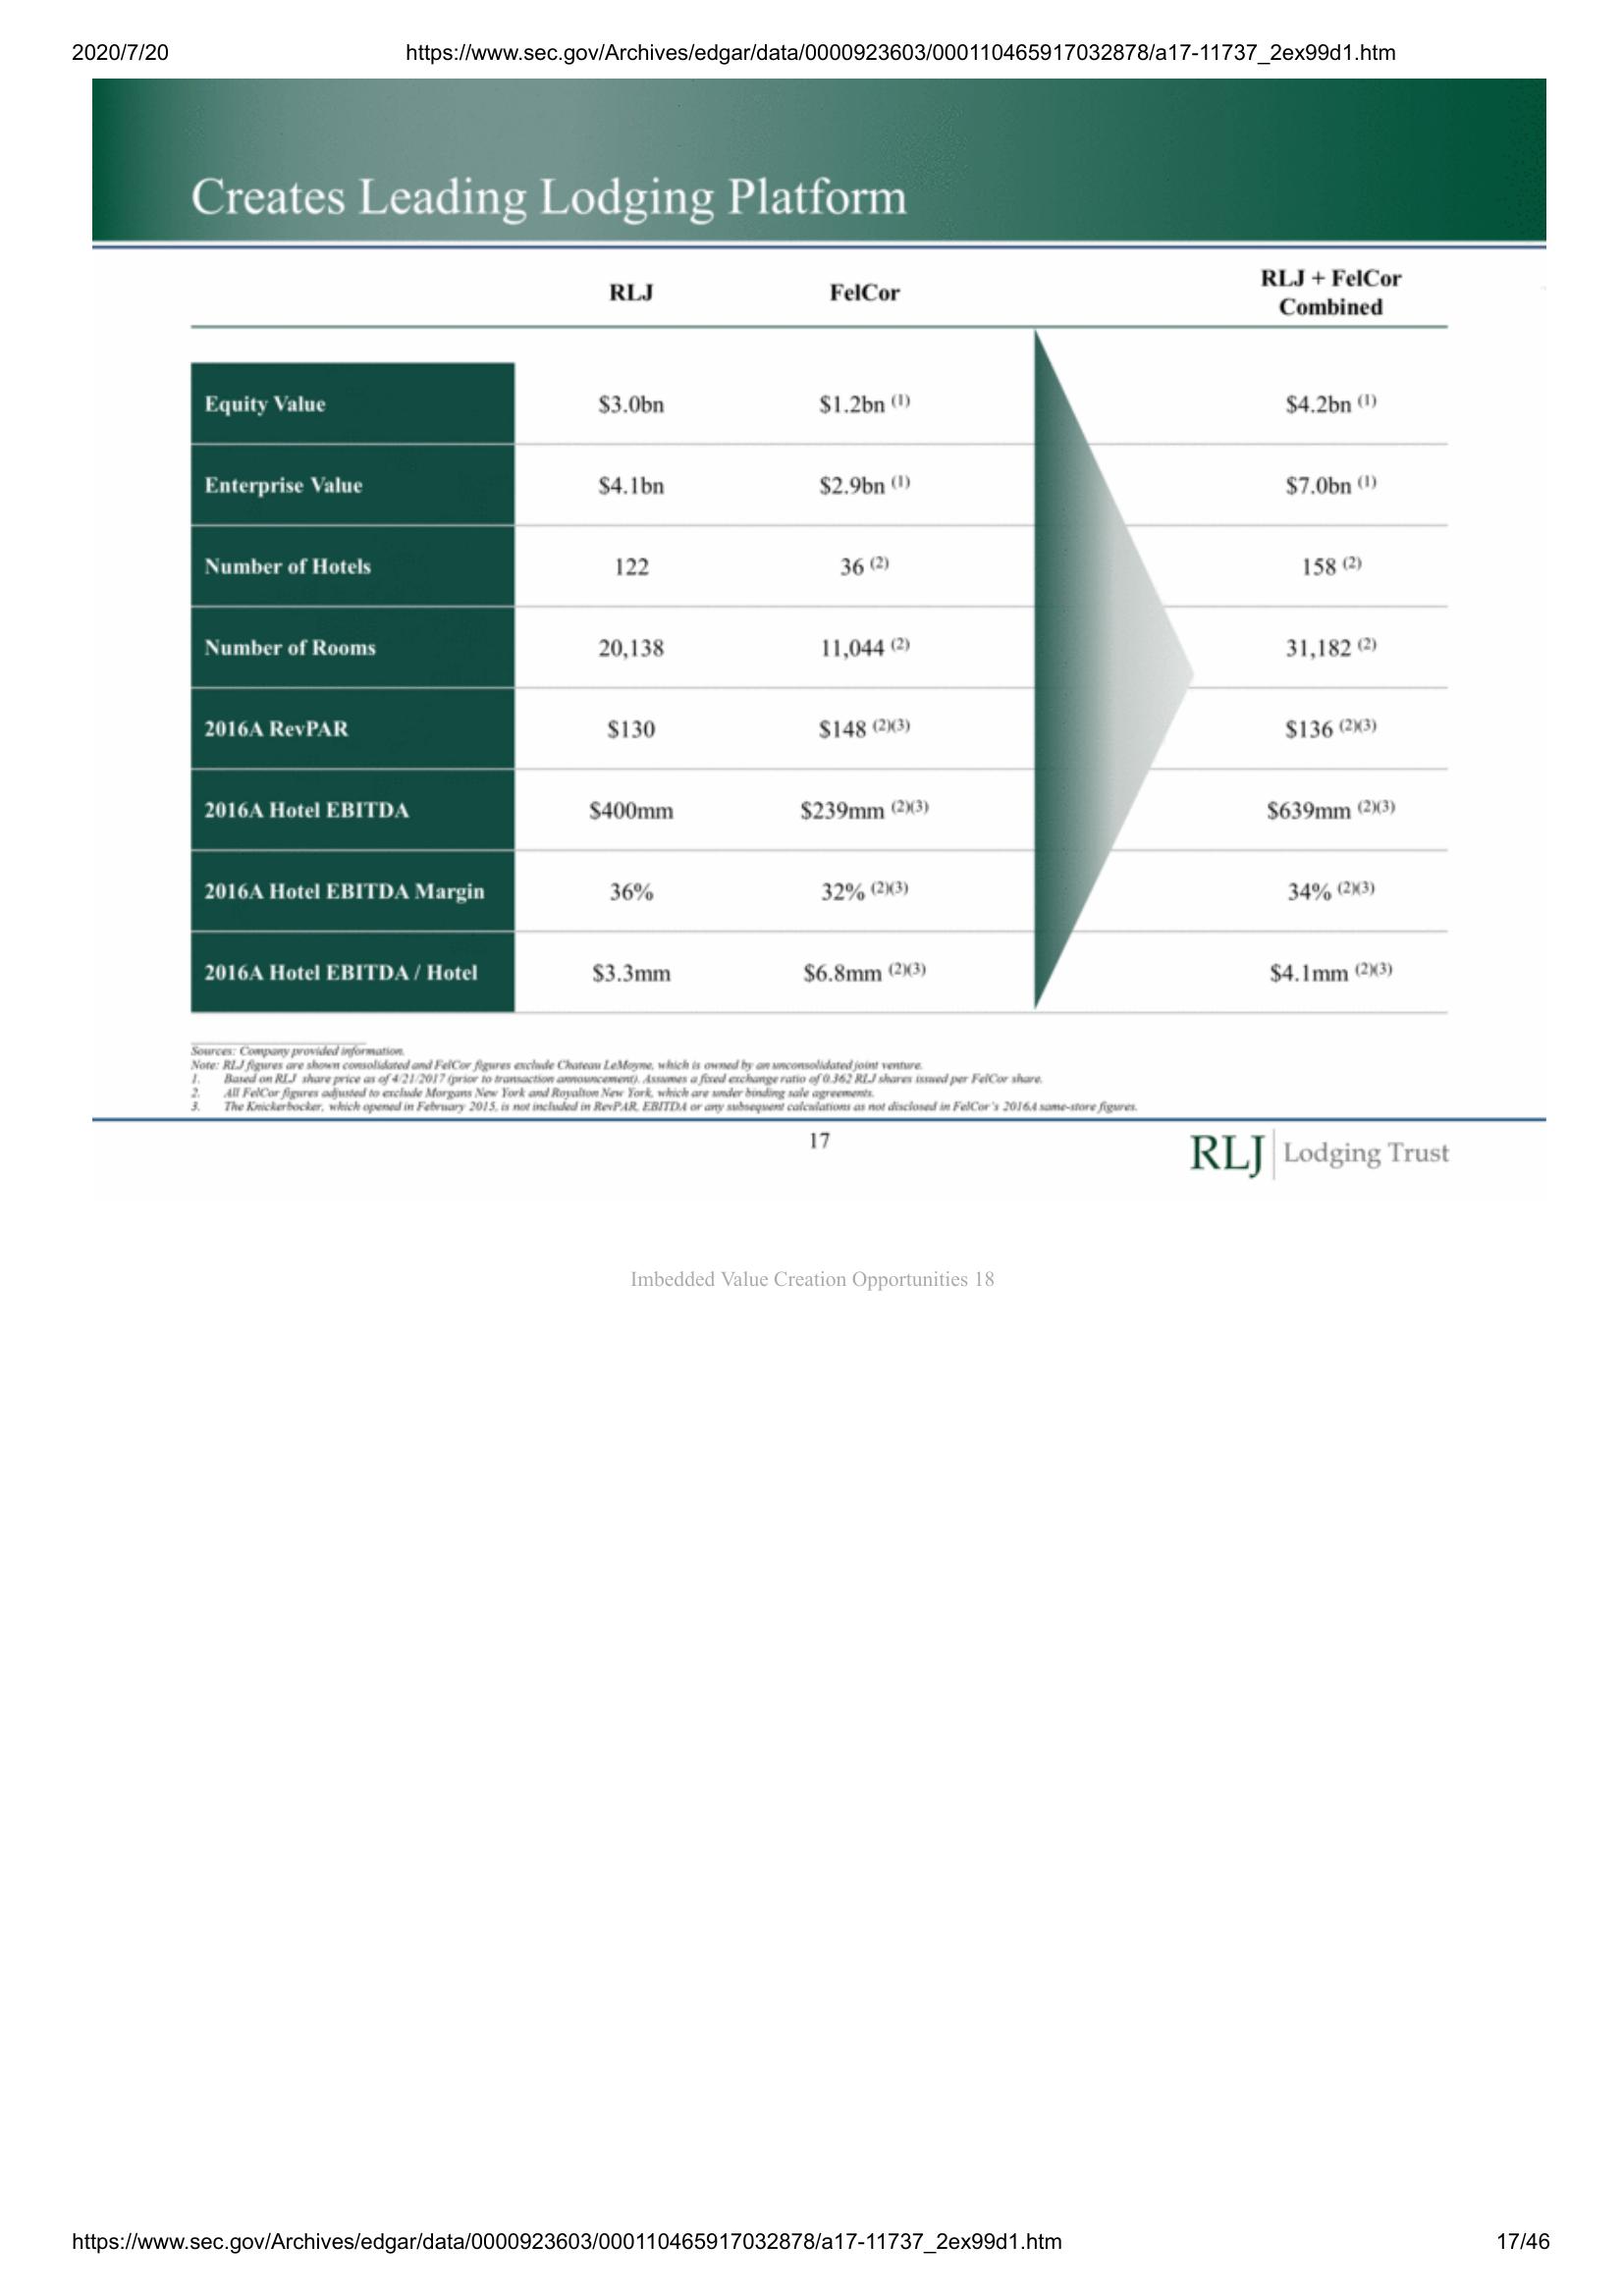 2020/7/20 https://www.sec.gov/Archives/edgar/data/0000923603/000110465917032878/a17-11737_2ex99d1.htm
Creates Leading Lodging Platform
RLJ FelCor RLJ + FelCor Combined
Equity Value $3.0bn $1.2bn (1) $4.2bn (1)
Enterprise Value $4.1bn $2.9bn (1) $7.0bn (1)
Number of Hotels 122 36 (2) 158 (2)
Number of Rooms 20,138 11,044 (2) 31,182 (2)
2016A RevPAR $130 $148 (2)(3) $136 (2)(3)
2016A Hotel EBITDA $400mm $239mm (2)(3) $639mm (2)(3)
2016A Hotel EBITDA Margin 36% 32% (2)(3) 34% (2)(3)
2016A Hotel EBITDA / Hotel $3.3mm $6.8mm (2)(3) $4.1mm (2)(3)
Sources: Company provided information.
Note: RLJ figures are shown consolidated and FelCor figures exclude Chateau LeMoyne, which is owned by an unconsolidated joint venture.
1. Based on RLJ share price as of 4/21/2017 (prior to transaction announcement). Assumes a fixed exchange ratio of 0.362 RLJ shares issued per FelCor share.
2. All FelCor figures adjusted to exclude Morgans New York and Royalton New York, which are under binding sale agreements.
3. The Knickerbocker, which opened in February 2015, is not included in RevPAR, EBITDA or any subsequent calculations as not disclosed in FelCor's 2016A same-store figures.
17
RLJ Lodging Trust
Imbedded Value Creation Opportunities 18
https://www.sec.gov/Archives/edgar/data/0000923603/000110465917032878/a17-11737_2ex99d1.htm 17/46